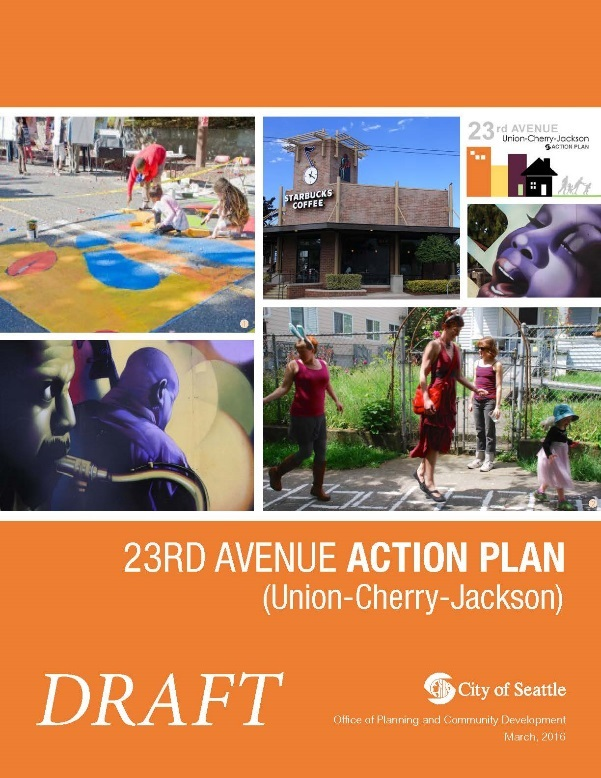 STARBUCKS
COFFEE
23rd AVENUE
Union-Cherry-Jackson
ACTION PLAN
23RD AVENUE ACTION PLAN
(Union-Cherry-Jackson)
DRAFT
City of Seattle
Office of Planning and Community Development
March, 2016